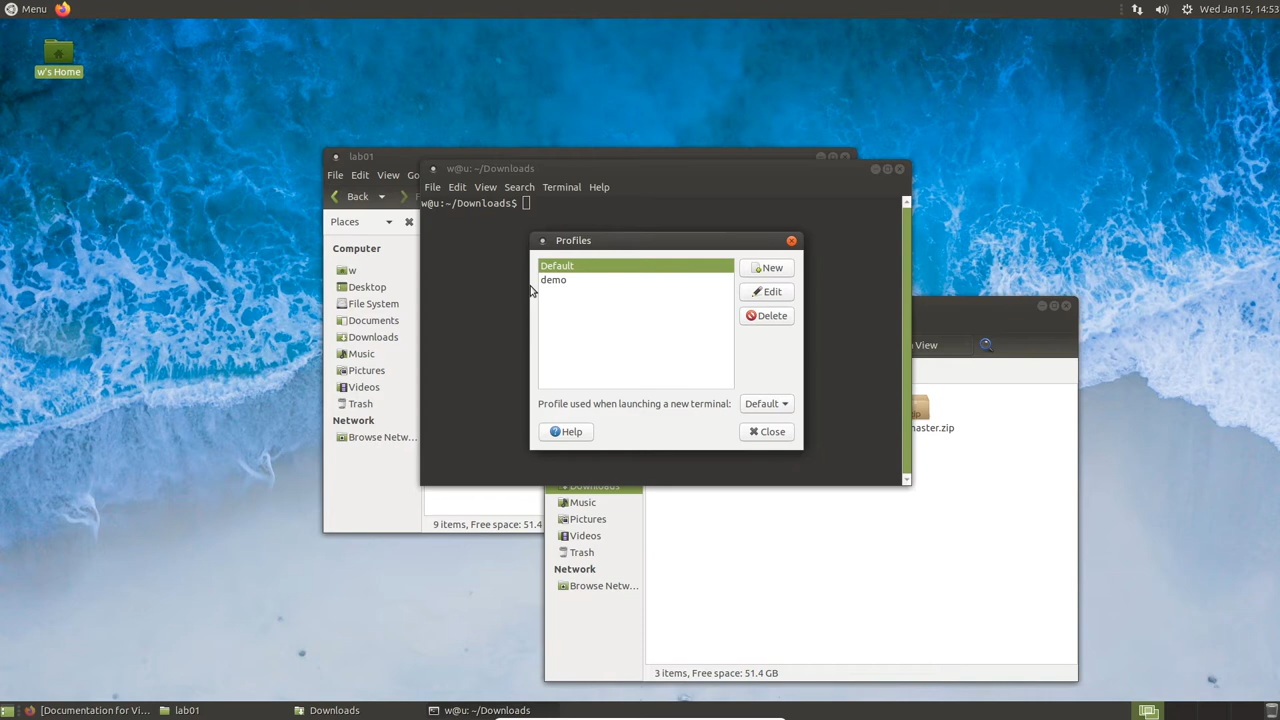 Menu
Wed Jan 15, 14:53
w's Home
lab01
File Edit View Go
Back
Places
Computer
w
Desktop
File System
Documents
Downloads
Music
Pictures
Videos
Trash
Network
Browse Netw...
9 items, Free space: 51.4
w@u: ~/Downloads
File Edit View Search Terminal Help
w@u:~/Downloads$
Profiles
Default
demo
New
Edit
Delete
Profile used when launching a new terminal:
Default
Help
Close
View
master.zip
Downloads
Music
Pictures
Videos
Trash
Network
Browse Netw...
3 items, Free space: 51.4 GB
[Documentation for Vi...
lab01
Downloads
w@u: ~/Downloads